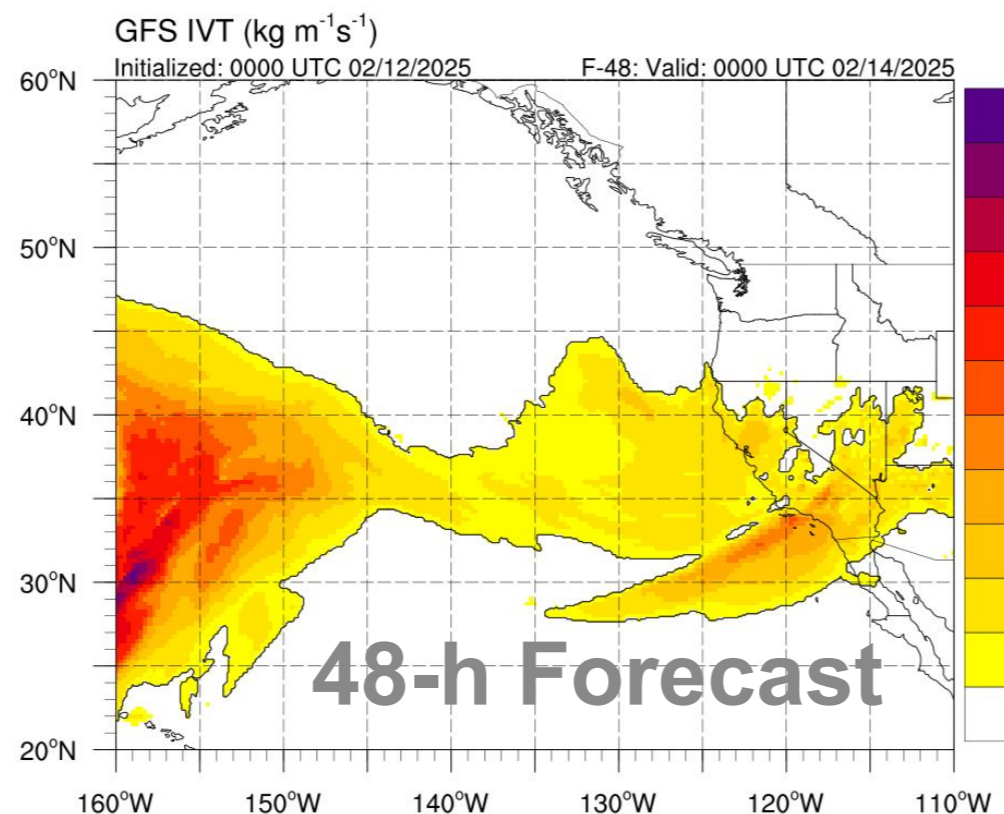 GFS IVT (kg m⁻¹s⁻¹)
Initialized: 0000 UTC 02/12/2025 F-48: Valid: 0000 UTC 02/14/2025
60°N
50°N
40°N
30°N
48-h Forecast
20°N
160°W 150°W 140°W 130°W 120°W 110°W